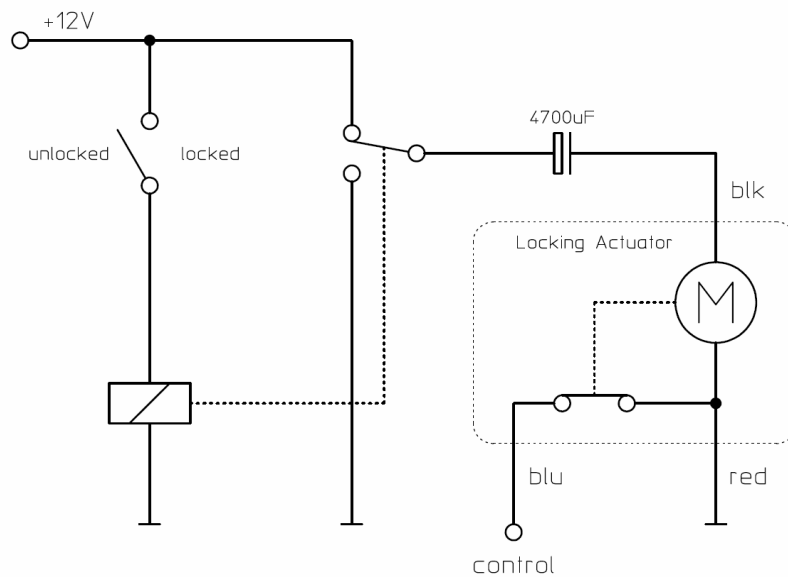 +12V
4700uF
unlocked
locked
blk
Locking Actuator
M
blu
red
control